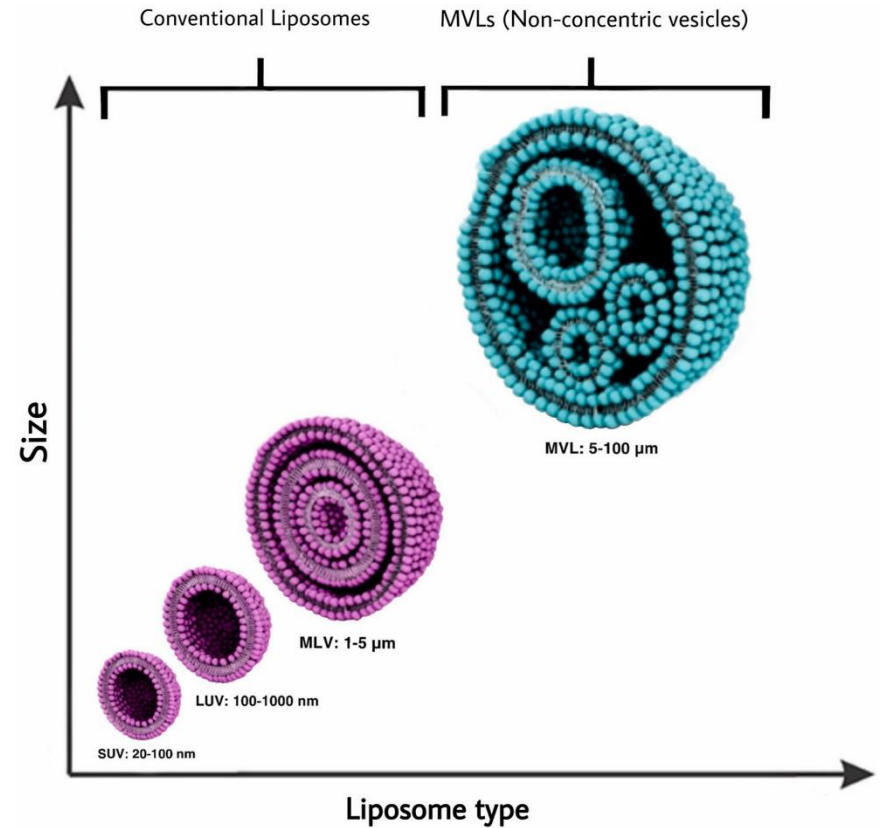 Conventional Liposomes
MVLs (Non-concentric vesicles)
Size
MVL: 5-100 µm
MLV: 1-5 µm
LUV: 100-1000 nm
SUV: 20-100 nm
Liposome type